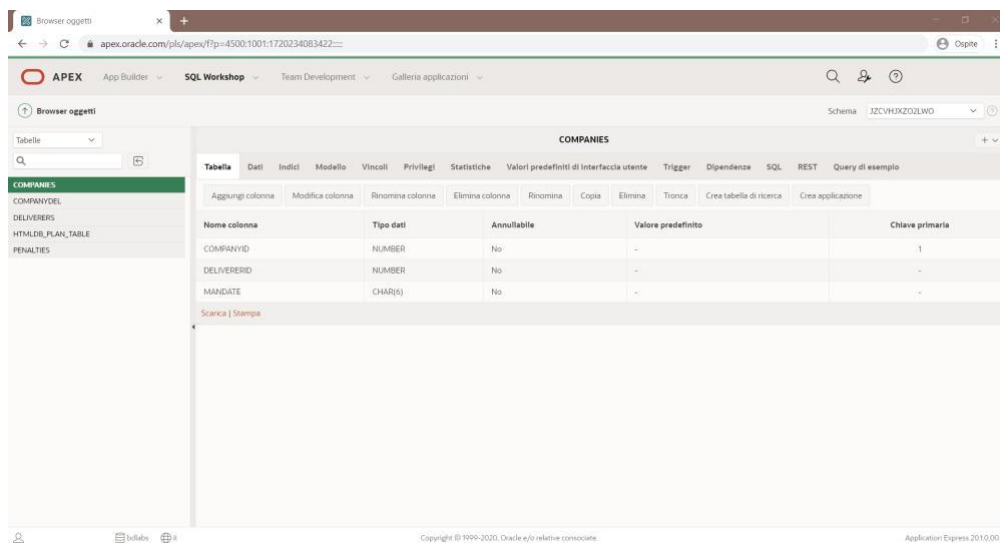 Browser oggetti
apex.oracle.com/pls/apex/f?p=4500:1001:1720234083422:::::
Ospite
APEX App Builder SQL Workshop Team Development Galleria applicazioni
Browser oggetti Schema JZCVHJXZO2LWO
Tabelle COMPANIES
Tabella Dati Indici Modello Vincoli Privilegi Statistiche Valori predefiniti di interfaccia utente Trigger Dipendenze SQL REST Query di esempio
COMPANIES
COMPANYDEL
DELIVERERS
HTMLDB_PLAN_TABLE
PENALTIES
Aggiungi colonna Modifica colonna Rinomina colonna Elimina colonna Rinomina Copia Elimina Tronca Crea tabella di ricerca Crea applicazione
Nome colonna Tipo dati Annullabile Valore predefinito Chiave primaria
COMPANYID NUMBER No - 1
DELIVERERID NUMBER No - -
MANDATE CHAR(6) No - -
Scarica | Stampa
bdlabs it Copyright © 1999-2020, Oracle e/o relative consociate. Application Express 20.1.0.00